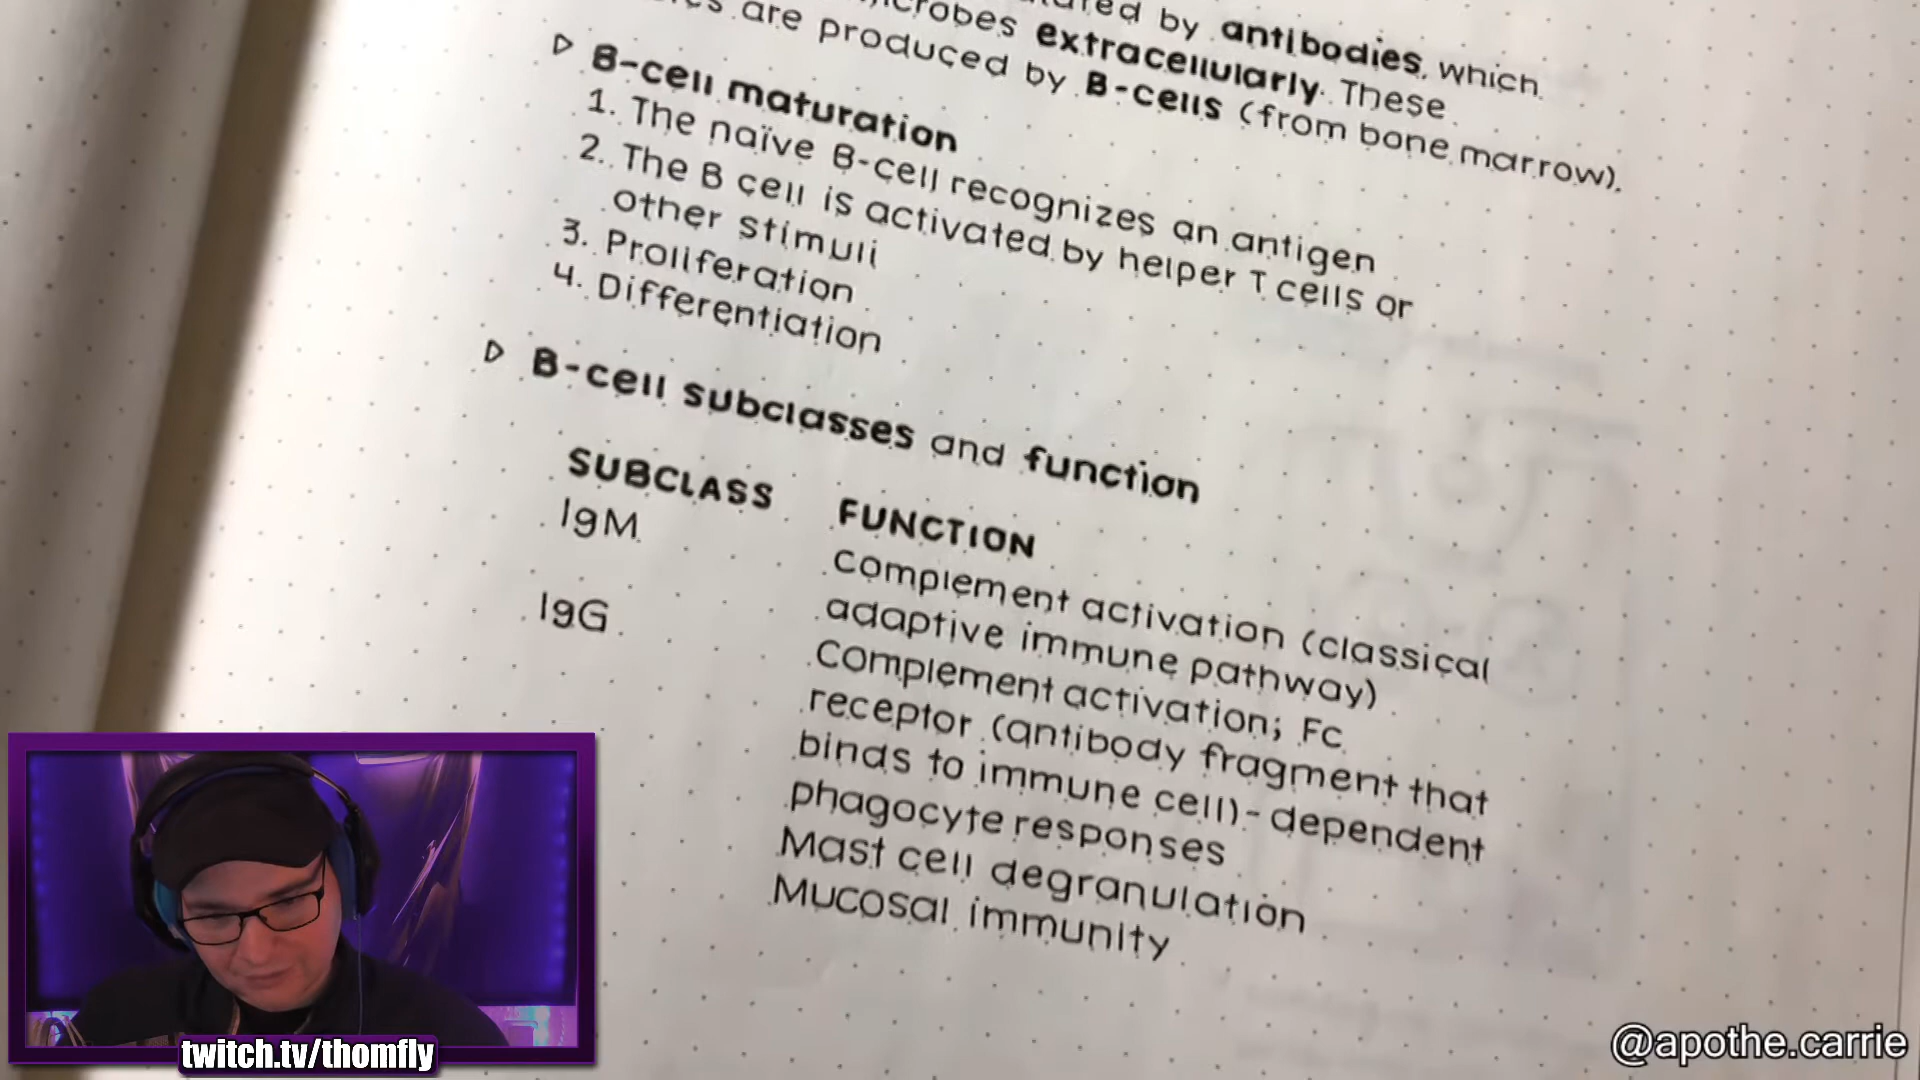 by antibodies, which
extracellularly. These
are produced by B-cells (from bone marrow).
▷ B-cell maturation
1. The naïve B-cell recognizes an antigen
2. The B cell is activated by helper T cells or
other stimuli
3. Proliferation
4. Differentiation
▷ B-cell subclasses and function
SUBCLASS FUNCTION
IgM Complement activation (classical
adaptive immune pathway)
IgG Complement activation; Fc
receptor (antibody fragment that
binds to immune cell)-dependent
phagocyte responses
Mast cell degranulation
Mucosal immunity
twitch.tv/thomfly
@apothe.carrie